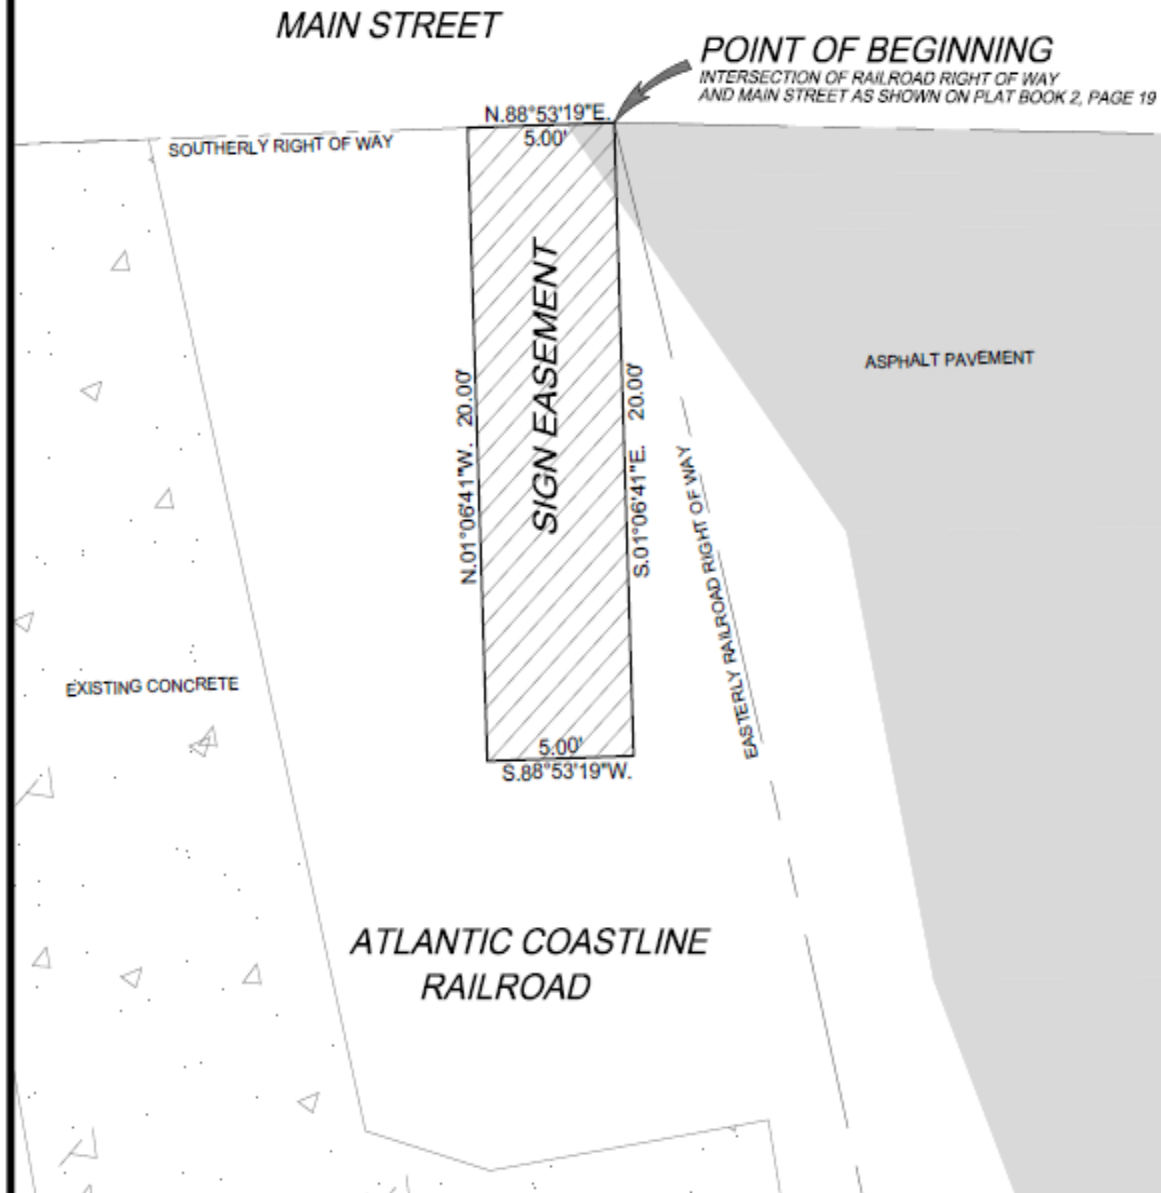 MAIN STREET
POINT OF BEGINNING
INTERSECTION OF RAILROAD RIGHT OF WAY
AND MAIN STREET AS SHOWN ON PLAT BOOK 2, PAGE 19
N.88°53'19"E.
5.00'
SOUTHERLY RIGHT OF WAY
SIGN EASEMENT
ASPHALT PAVEMENT
N.01°06'41"W. 20.00'
S.01°06'41"E. 20.00'
EASTERLY RAILROAD RIGHT OF WAY
EXISTING CONCRETE
5.00'
S.88°53'19"W.
ATLANTIC COASTLINE
RAILROAD